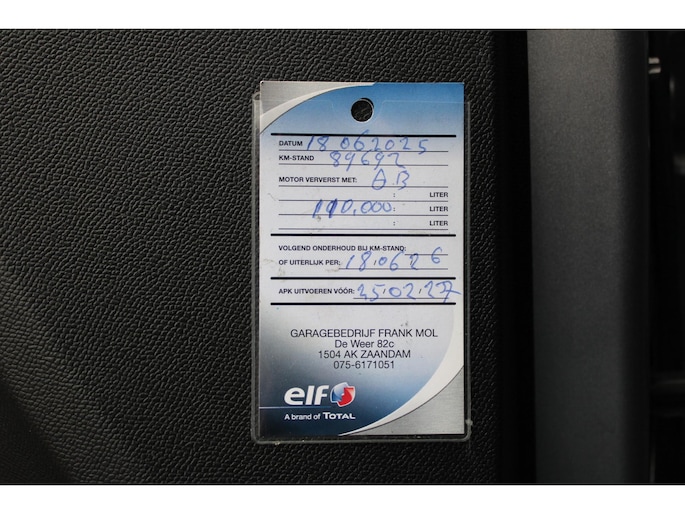 DATUM 18 06 2025
KM-STAND 89692
MOTOR VERVERST MET: A.B
: LITER
110.000: LITER
: LITER
VOLGEND ONDERHOUD BIJ KM-STAND:
OF UITERLIJK PER: 18.06 26
APK UITVOEREN VÓÓR: 25.02.27
GARAGEBEDRIJF FRANK MOL
De Weer 82c
1504 AK ZAANDAM
075-6171051
elf
A brand of TOTAL